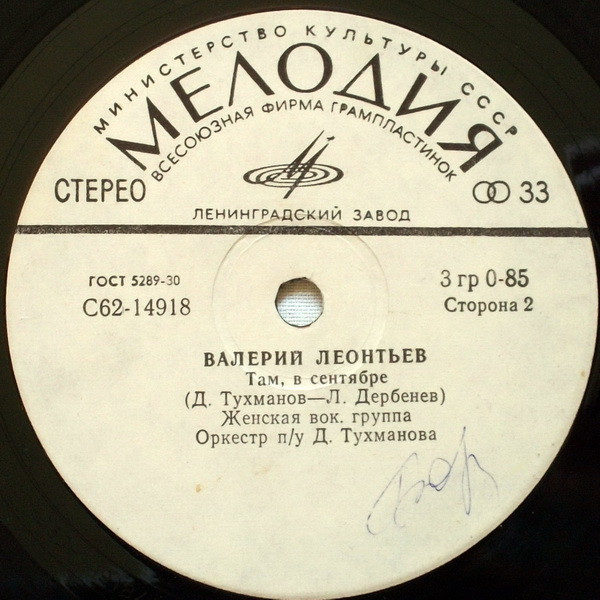 МИНИСТЕРСТВО КУЛЬТУРЫ СССР
МЕЛОДИЯ
ВСЕСОЮЗНАЯ ФИРМА ГРАМПЛАСТИНОК
СТЕРЕО
33
ЛЕНИНГРАДСКИЙ ЗАВОД
ГОСТ 5289-30
С62-14918
3 гр 0-85
Сторона 2
ВАЛЕРИЙ ЛЕОНТЬЕВ
Там, в сентябре
(Д. Тухманов—Л. Дербенев)
Женская вок. группа
Оркестр п/у Д. Тухманова